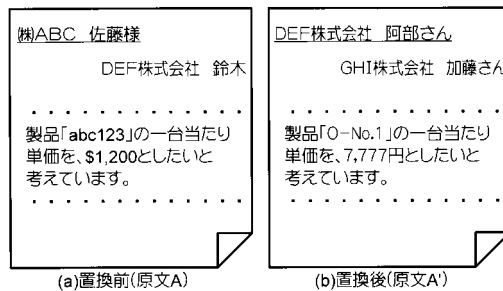 ㈱ABC 佐藤様
DEF株式会社 鈴木
・・・・・・・・・・・・・・
製品「abc123」の一台当たり
単価を、$1,200としたいと
考えています。
・・・・・・・・・・・・・・
(a)置換前(原文A)
DEF株式会社 阿部さん
GHI株式会社 加藤さん
・・・・・・・・・・・・・・
製品「O-No.1」の一台当たり
単価を、7,777円としたいと
考えています。
・・・・・・・・・・・・・・
(b)置換後(原文A')